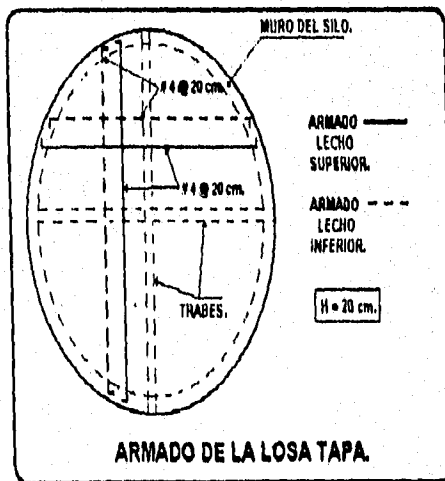 MURO DEL SILO.
# 4 @ 20 cm.
ARMADO
LECHO
SUPERIOR.
# 4 @ 20 cm.
ARMADO
LECHO
INFERIOR.
TRABES.
H = 20 cm.
ARMADO DE LA LOSA TAPA.